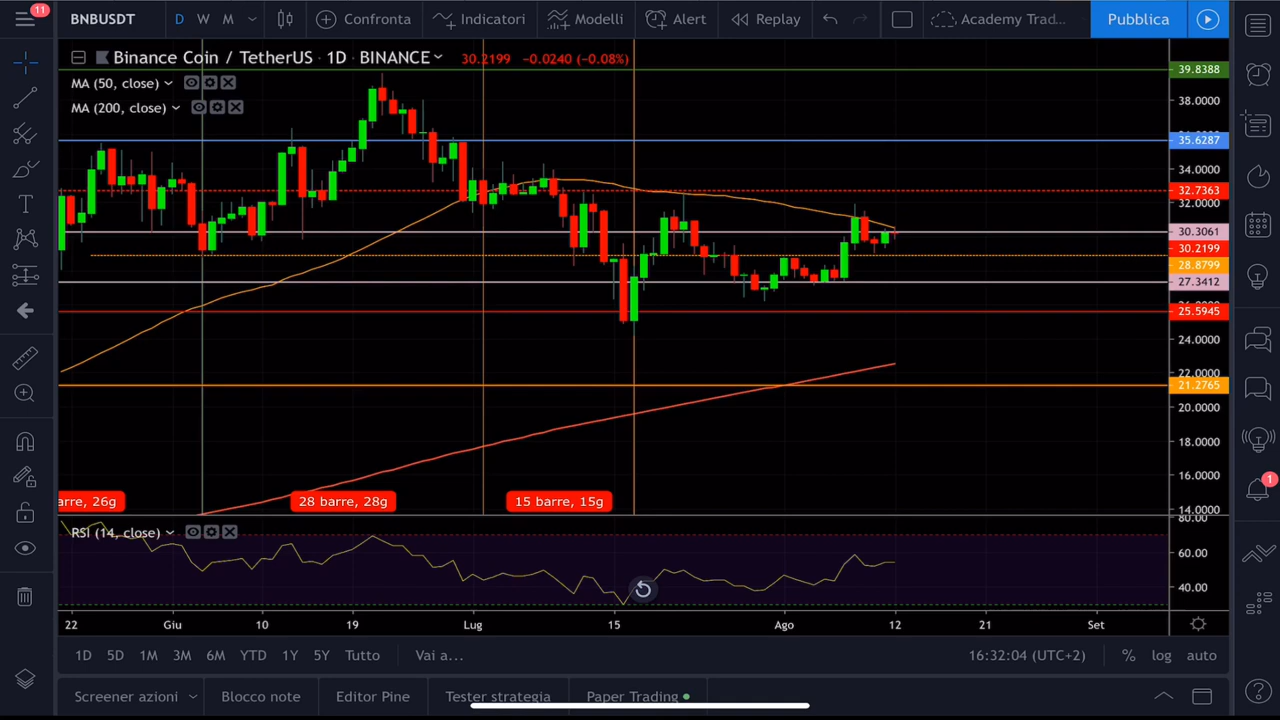 11
BNBUSDT
D
W
M
Confronta
Indicatori
Modelli
Alert
Replay
Academy Trad...
Pubblica
Binance Coin / TetherUS · 1D · BINANCE
30.2199 −0.0240 (−0.08%)
MA (50, close)
MA (200, close)
39.8388
38.0000
35.6287
34.0000
32.7363
32.0000
30.3061
30.2199
28.8799
27.3412
25.5945
24.0000
22.0000
21.2765
20.0000
18.0000
16.0000
14.0000
arre, 26g
28 barre, 28g
15 barre, 15g
RSI (14, close)
80.00
60.00
40.00
1
22
Giu
10
19
Lug
15
Ago
12
21
Set
1D
5D
1M
3M
6M
YTD
1Y
5Y
Tutto
Vai a...
16:32:04 (UTC+2)
%
log
auto
Screener azioni
Blocco note
Editor Pine
Tester strategia
Paper Trading